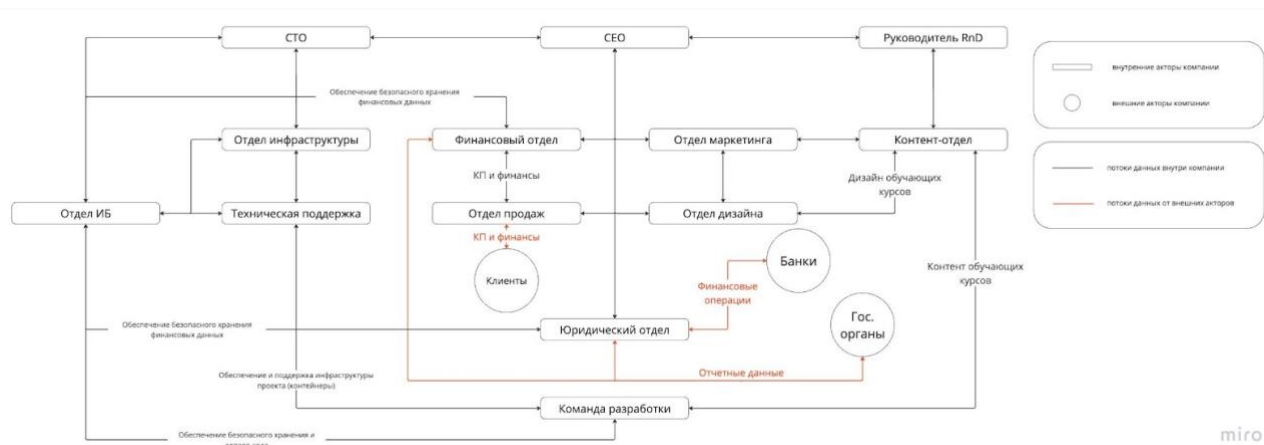 CTO
CEO
Руководитель RnD
внутренние акторы компании
внешние акторы компании
Обеспечение безопасного хранения
финансовых данных
Отдел инфраструктуры
Финансовый отдел
Отдел маркетинга
Контент-отдел
КП и финансы
Дизайн обучающих
курсов
потоки данных внутри компании
потоки данных от внешних акторов
Отдел ИБ
Техническая поддержка
Отдел продаж
Отдел дизайна
КП и финансы
Клиенты
Банки
Контент обучающих
курсов
Финансовые
операции
Гос.
органы
Обеспечение безопасного хранения
финансовых данных
Юридический отдел
Обеспечение и поддержка инфраструктуры
проекта (контейнеры)
Отчетные данные
Команда разработки
Обеспечение безопасного хранения и
miro